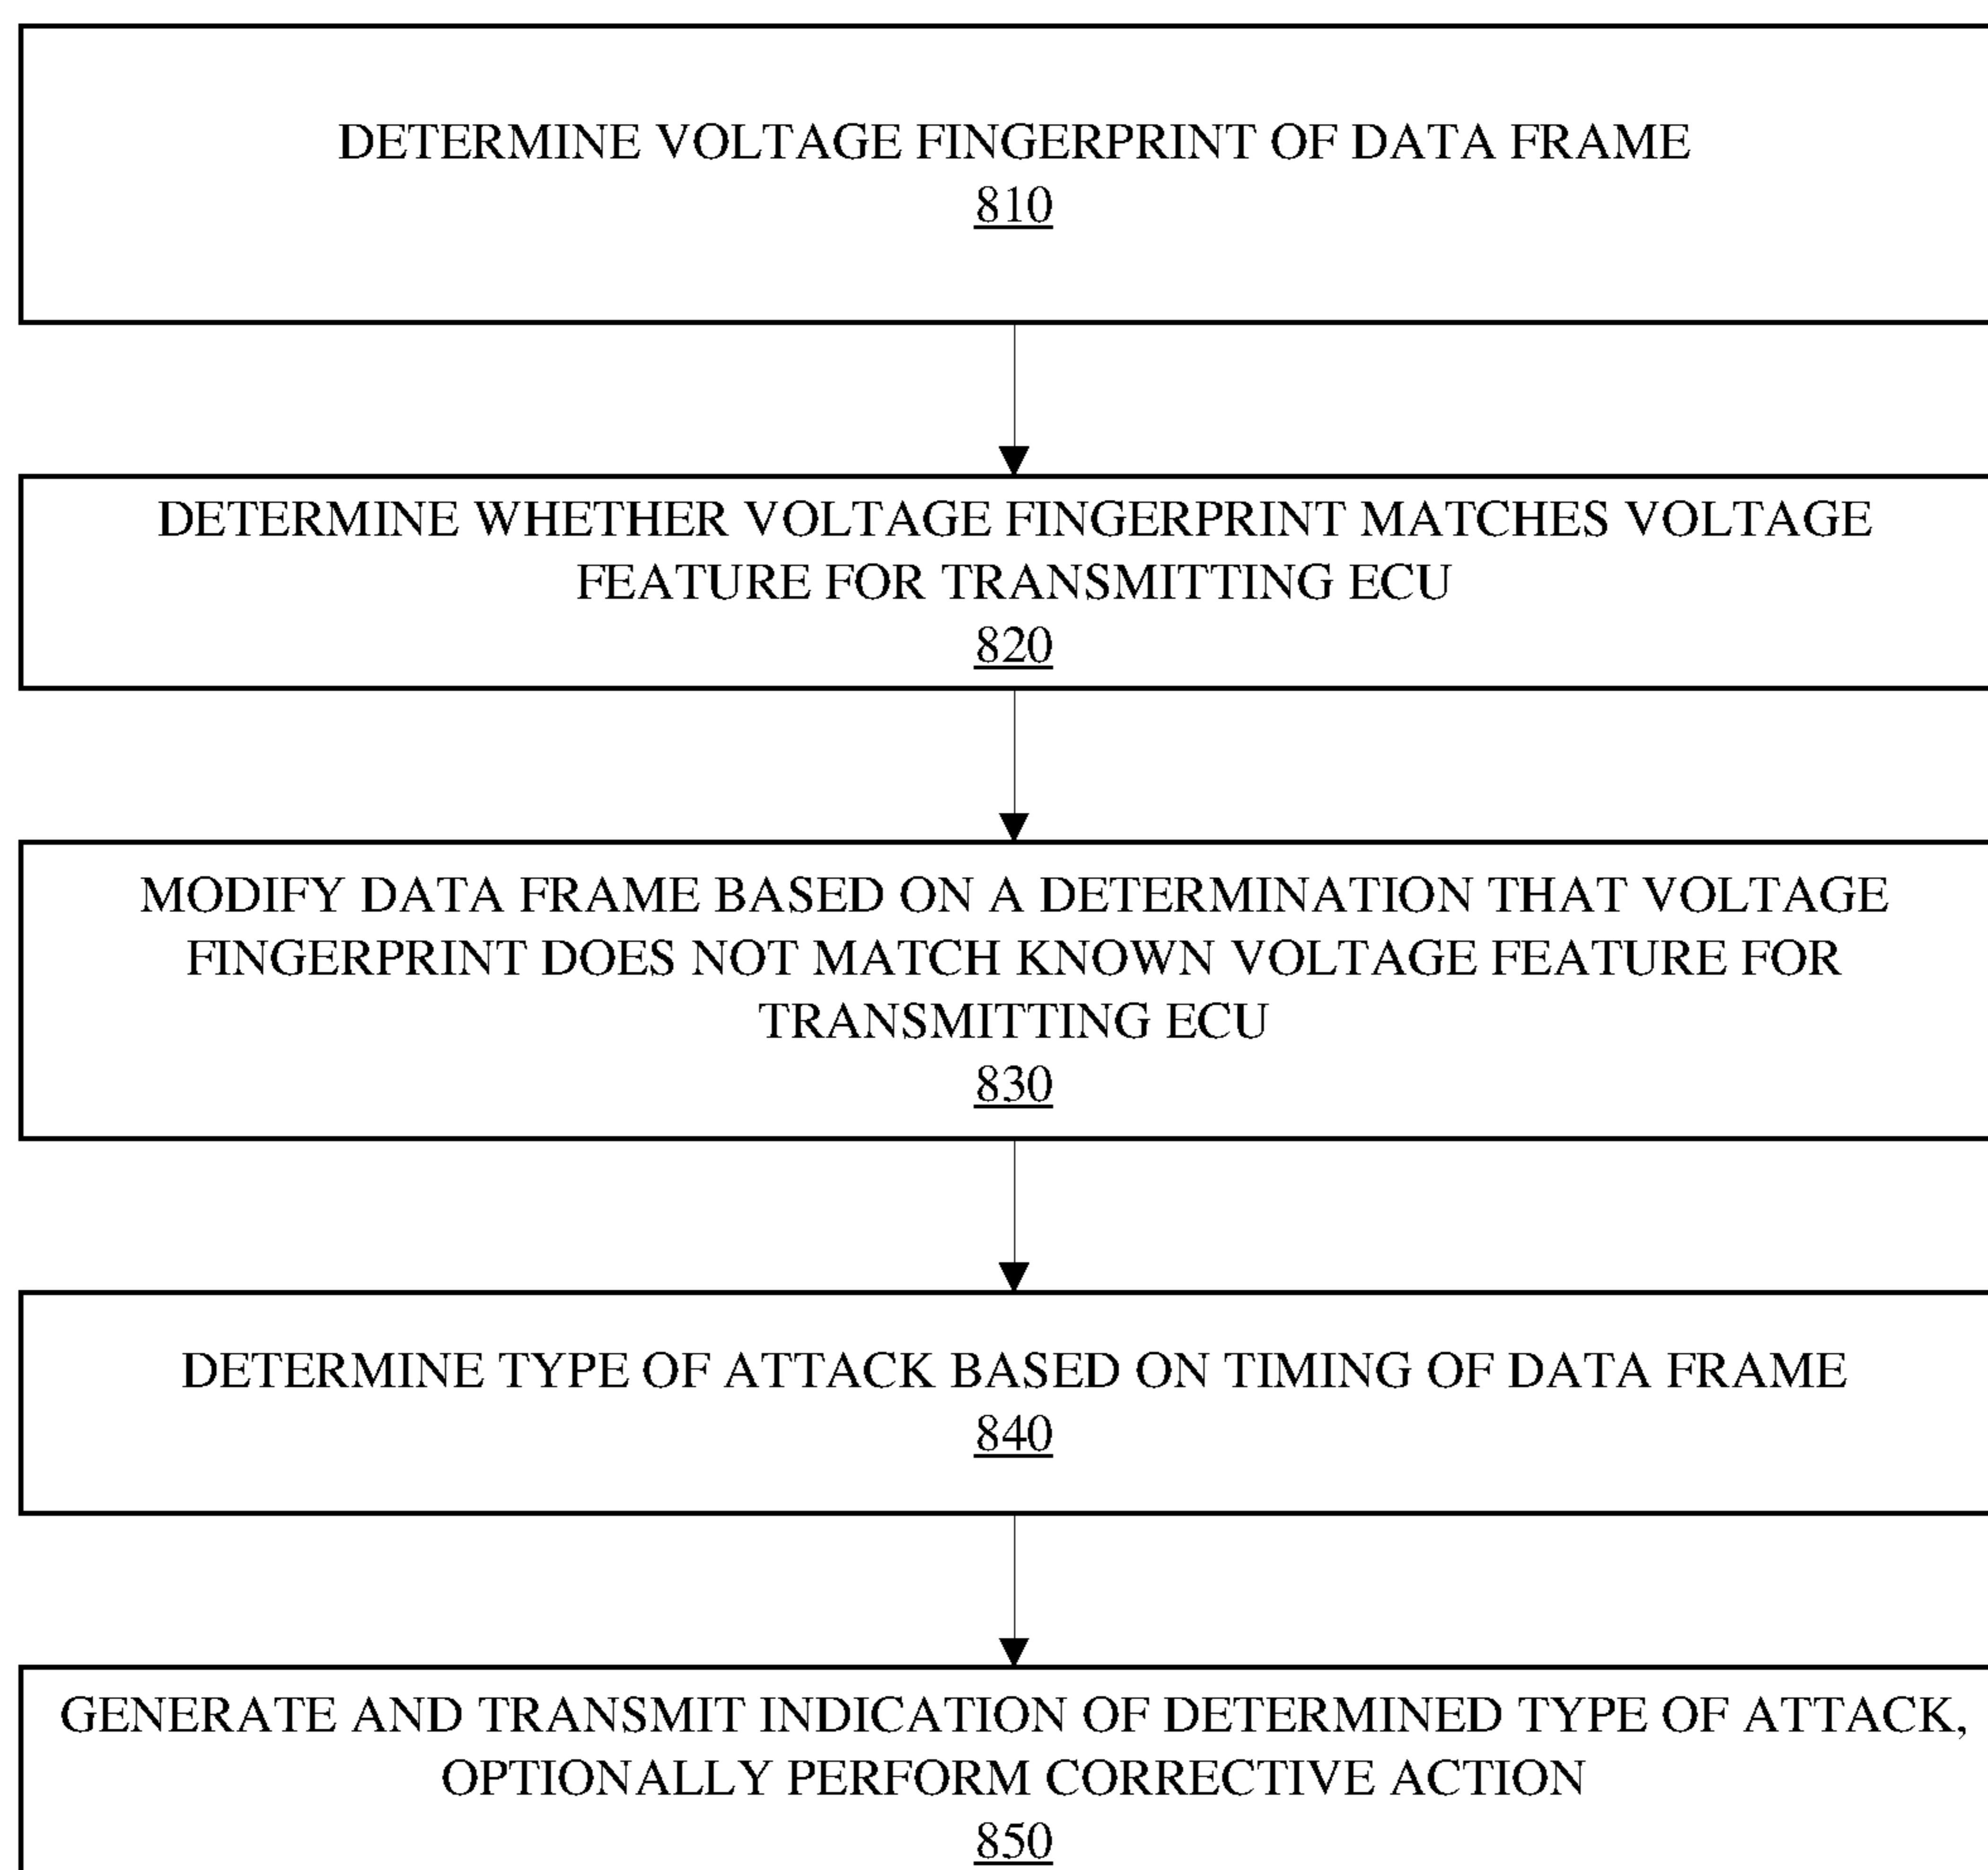 DETERMINE VOLTAGE FINGERPRINT OF DATA FRAME
810
DETERMINE WHETHER VOLTAGE FINGERPRINT MATCHES VOLTAGE
FEATURE FOR TRANSMITTING ECU
820
MODIFY DATA FRAME BASED ON A DETERMINATION THAT VOLTAGE
FINGERPRINT DOES NOT MATCH KNOWN VOLTAGE FEATURE FOR
TRANSMITTING ECU
830
DETERMINE TYPE OF ATTACK BASED ON TIMING OF DATA FRAME
840
GENERATE AND TRANSMIT INDICATION OF DETERMINED TYPE OF ATTACK,
OPTIONALLY PERFORM CORRECTIVE ACTION
850